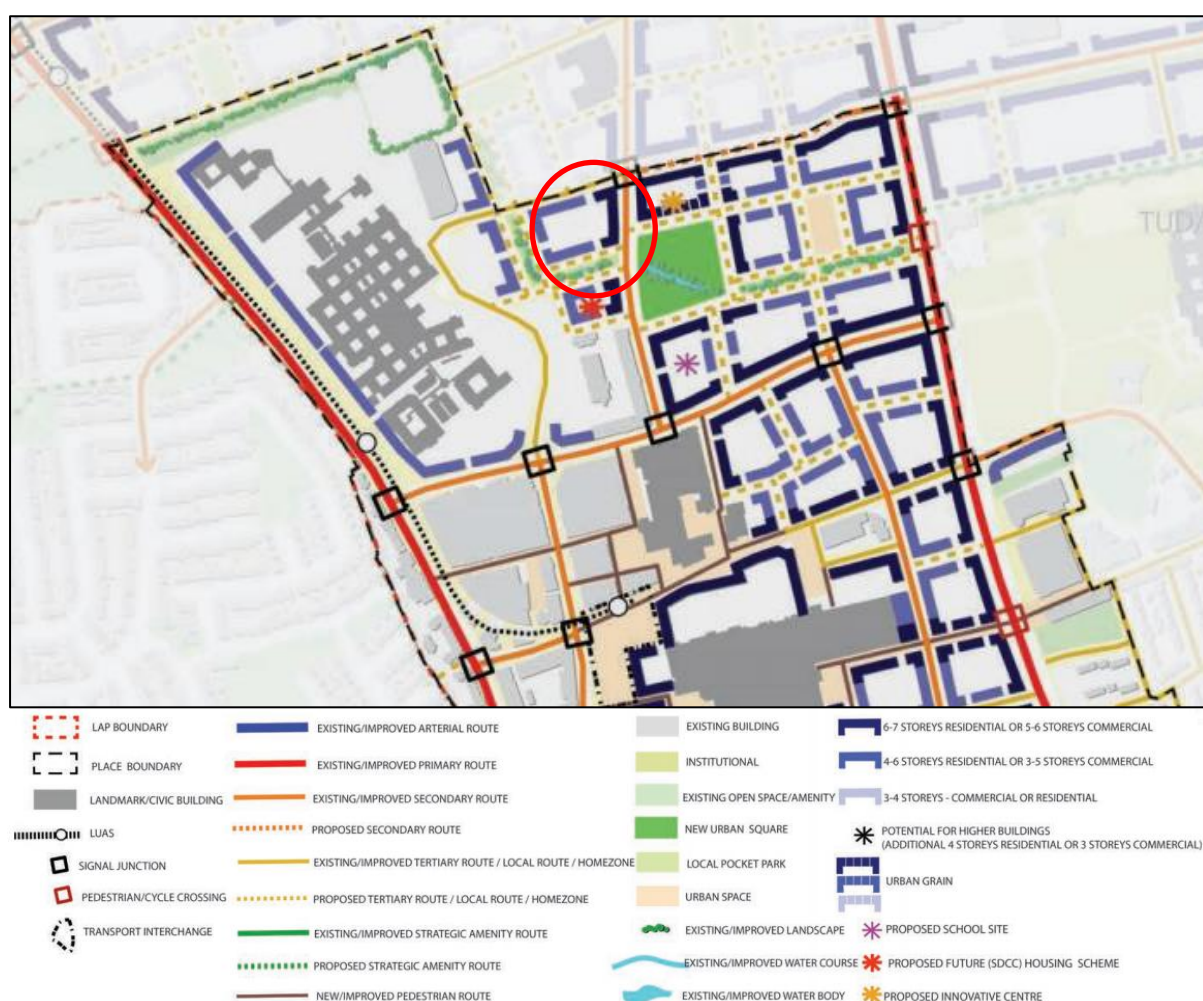 TUD
LAP BOUNDARY
PLACE BOUNDARY
LANDMARK/CIVIC BUILDING
LUAS
SIGNAL JUNCTION
PEDESTRIAN/CYCLE CROSSING
TRANSPORT INTERCHANGE
EXISTING/IMPROVED ARTERIAL ROUTE
EXISTING/IMPROVED PRIMARY ROUTE
EXISTING/IMPROVED SECONDARY ROUTE
PROPOSED SECONDARY ROUTE
EXISTING/IMPROVED TERTIARY ROUTE / LOCAL ROUTE / HOMEZONE
PROPOSED TERTIARY ROUTE / LOCAL ROUTE / HOMEZONE
EXISTING/IMPROVED STRATEGIC AMENITY ROUTE
PROPOSED STRATEGIC AMENITY ROUTE
NEW/IMPROVED PEDESTRIAN ROUTE
EXISTING BUILDING
INSTITUTIONAL
EXISTING OPEN SPACE/AMENITY
NEW URBAN SQUARE
LOCAL POCKET PARK
URBAN SPACE
EXISTING/IMPROVED LANDSCAPE
EXISTING/IMPROVED WATER COURSE
EXISTING/IMPROVED WATER BODY
6-7 STOREYS RESIDENTIAL OR 5-6 STOREYS COMMERCIAL
4-6 STOREYS RESIDENTIAL OR 3-5 STOREYS COMMERCIAL
3-4 STOREYS - COMMERCIAL OR RESIDENTIAL
POTENTIAL FOR HIGHER BUILDINGS
(ADDITIONAL 4 STOREYS RESIDENTIAL OR 3 STOREYS COMMERCIAL)
URBAN GRAIN
PROPOSED SCHOOL SITE
PROPOSED FUTURE (SDCC) HOUSING SCHEME
PROPOSED INNOVATIVE CENTRE